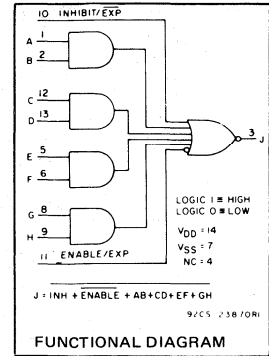 10 INHIBIT/EXP
A 1
B 2
C 12
D 13
E 5
F 6
G 8
H 9
11 ENABLE/EXP
3 J
LOGIC 1 ≡ HIGH
LOGIC 0 ≡ LOW
VDD = 14
VSS = 7
NC = 4
J = INH + ENABLE + AB+CD+EF+GH
92CS 23870R1
FUNCTIONAL DIAGRAM